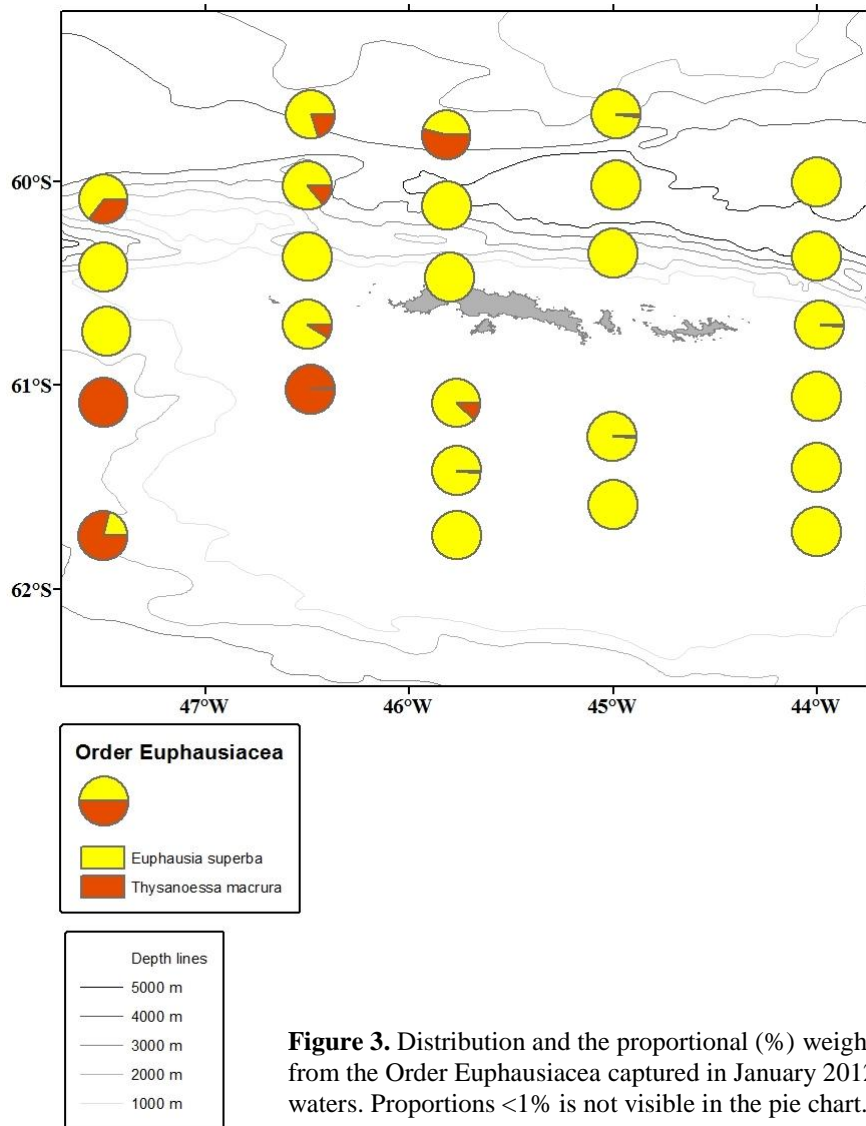 60°S
61°S
62°S
47°W 46°W 45°W 44°W
Order Euphausiacea
Euphausia superba
Thysanoessa macrura
Depth lines
5000 m
4000 m
3000 m
2000 m
1000 m
Figure 3. Distribution and the proportional (%) weigh
from the Order Euphausiacea captured in January
waters. Proportions <1% is not visible in the pie chart.